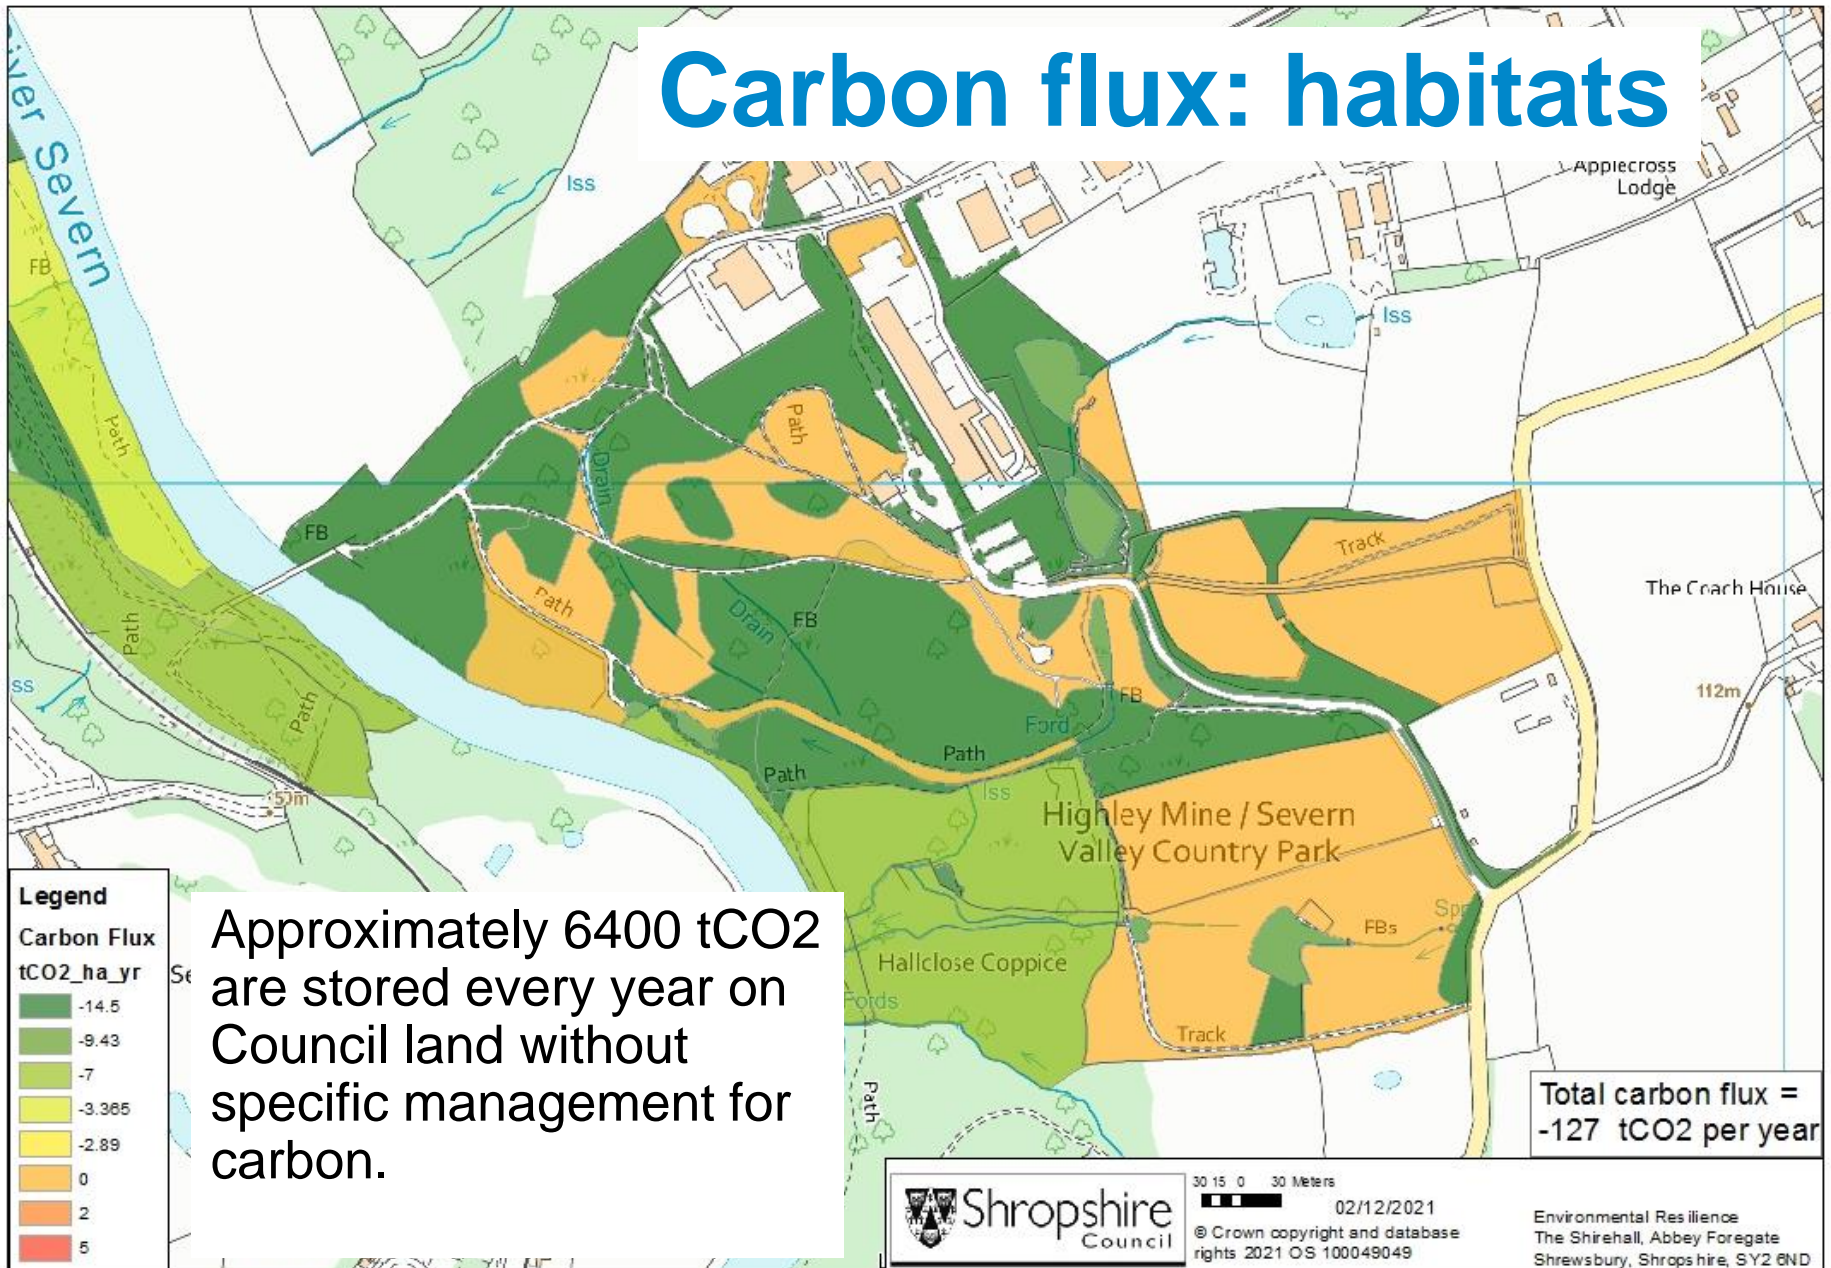 Carbon flux: habitats
Applecross
Lodge
River Severn
Iss
FB
Iss
Path
Path
Drain
FB
Track
The Coach House
Path
Path
Drain
FB
112m
ss
Path
FB
Ford
Path
Path
50m
Iss
Highley Mine / Severn
Valley Country Park
Spr
FBs
Hallclose Coppice
Fords
Track
Path
Legend
Carbon Flux
tCO2_ha_yr
-14.5
-9.43
-7
-3.365
-2.89
0
2
5
Se
Approximately 6400 tCO2
are stored every year on
Council land without
specific management for
carbon.
Total carbon flux =
-127 tCO2 per year
Shropshire
Council
30 15 0 30 Meters
02/12/2021
© Crown copyright and database
rights 2021 OS 100049049
Environmental Resilience
The Shirehall, Abbey Foregate
Shrewsbury, Shropshire, SY2 6ND